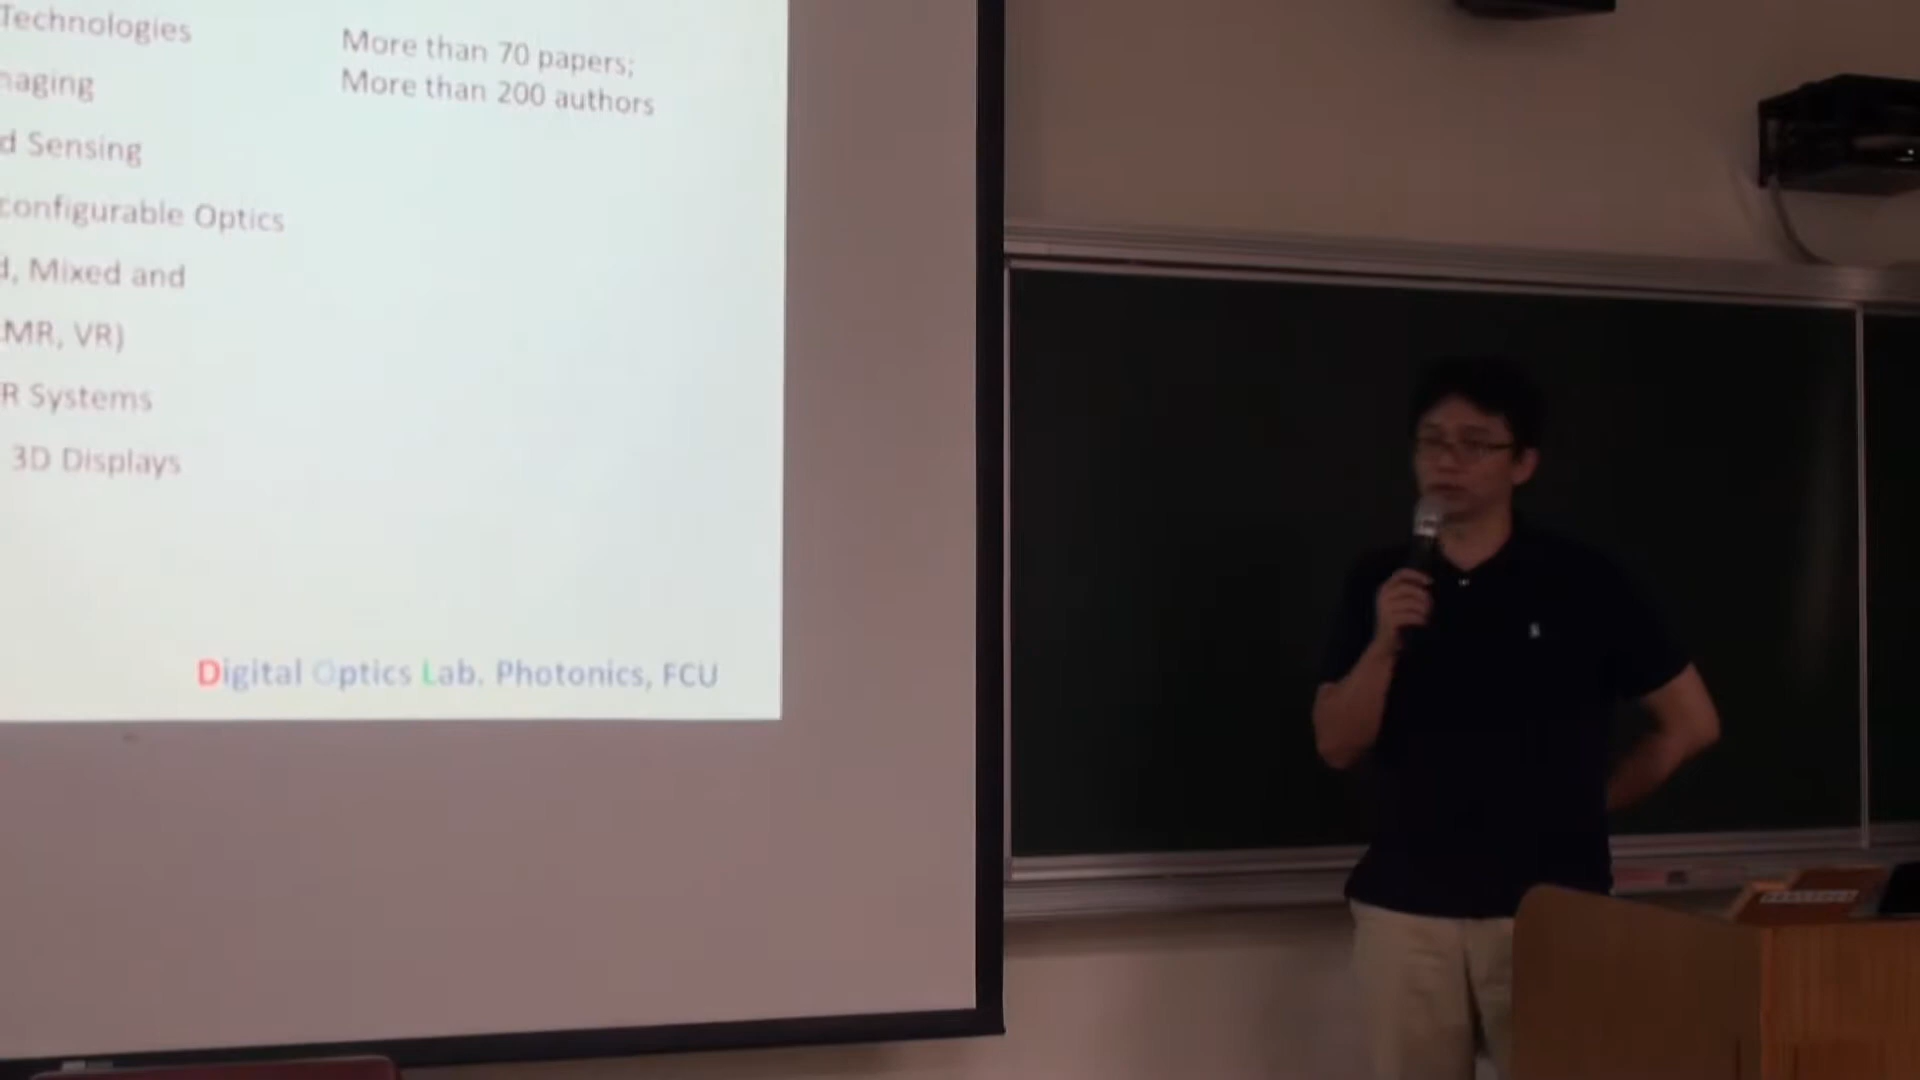 Technologies
More than 70 papers;
More than 200 authors
maging
d Sensing
configurable Optics
d, Mixed and
MR, VR)
R Systems
3D Displays
Digital Optics Lab. Photonics, FCU